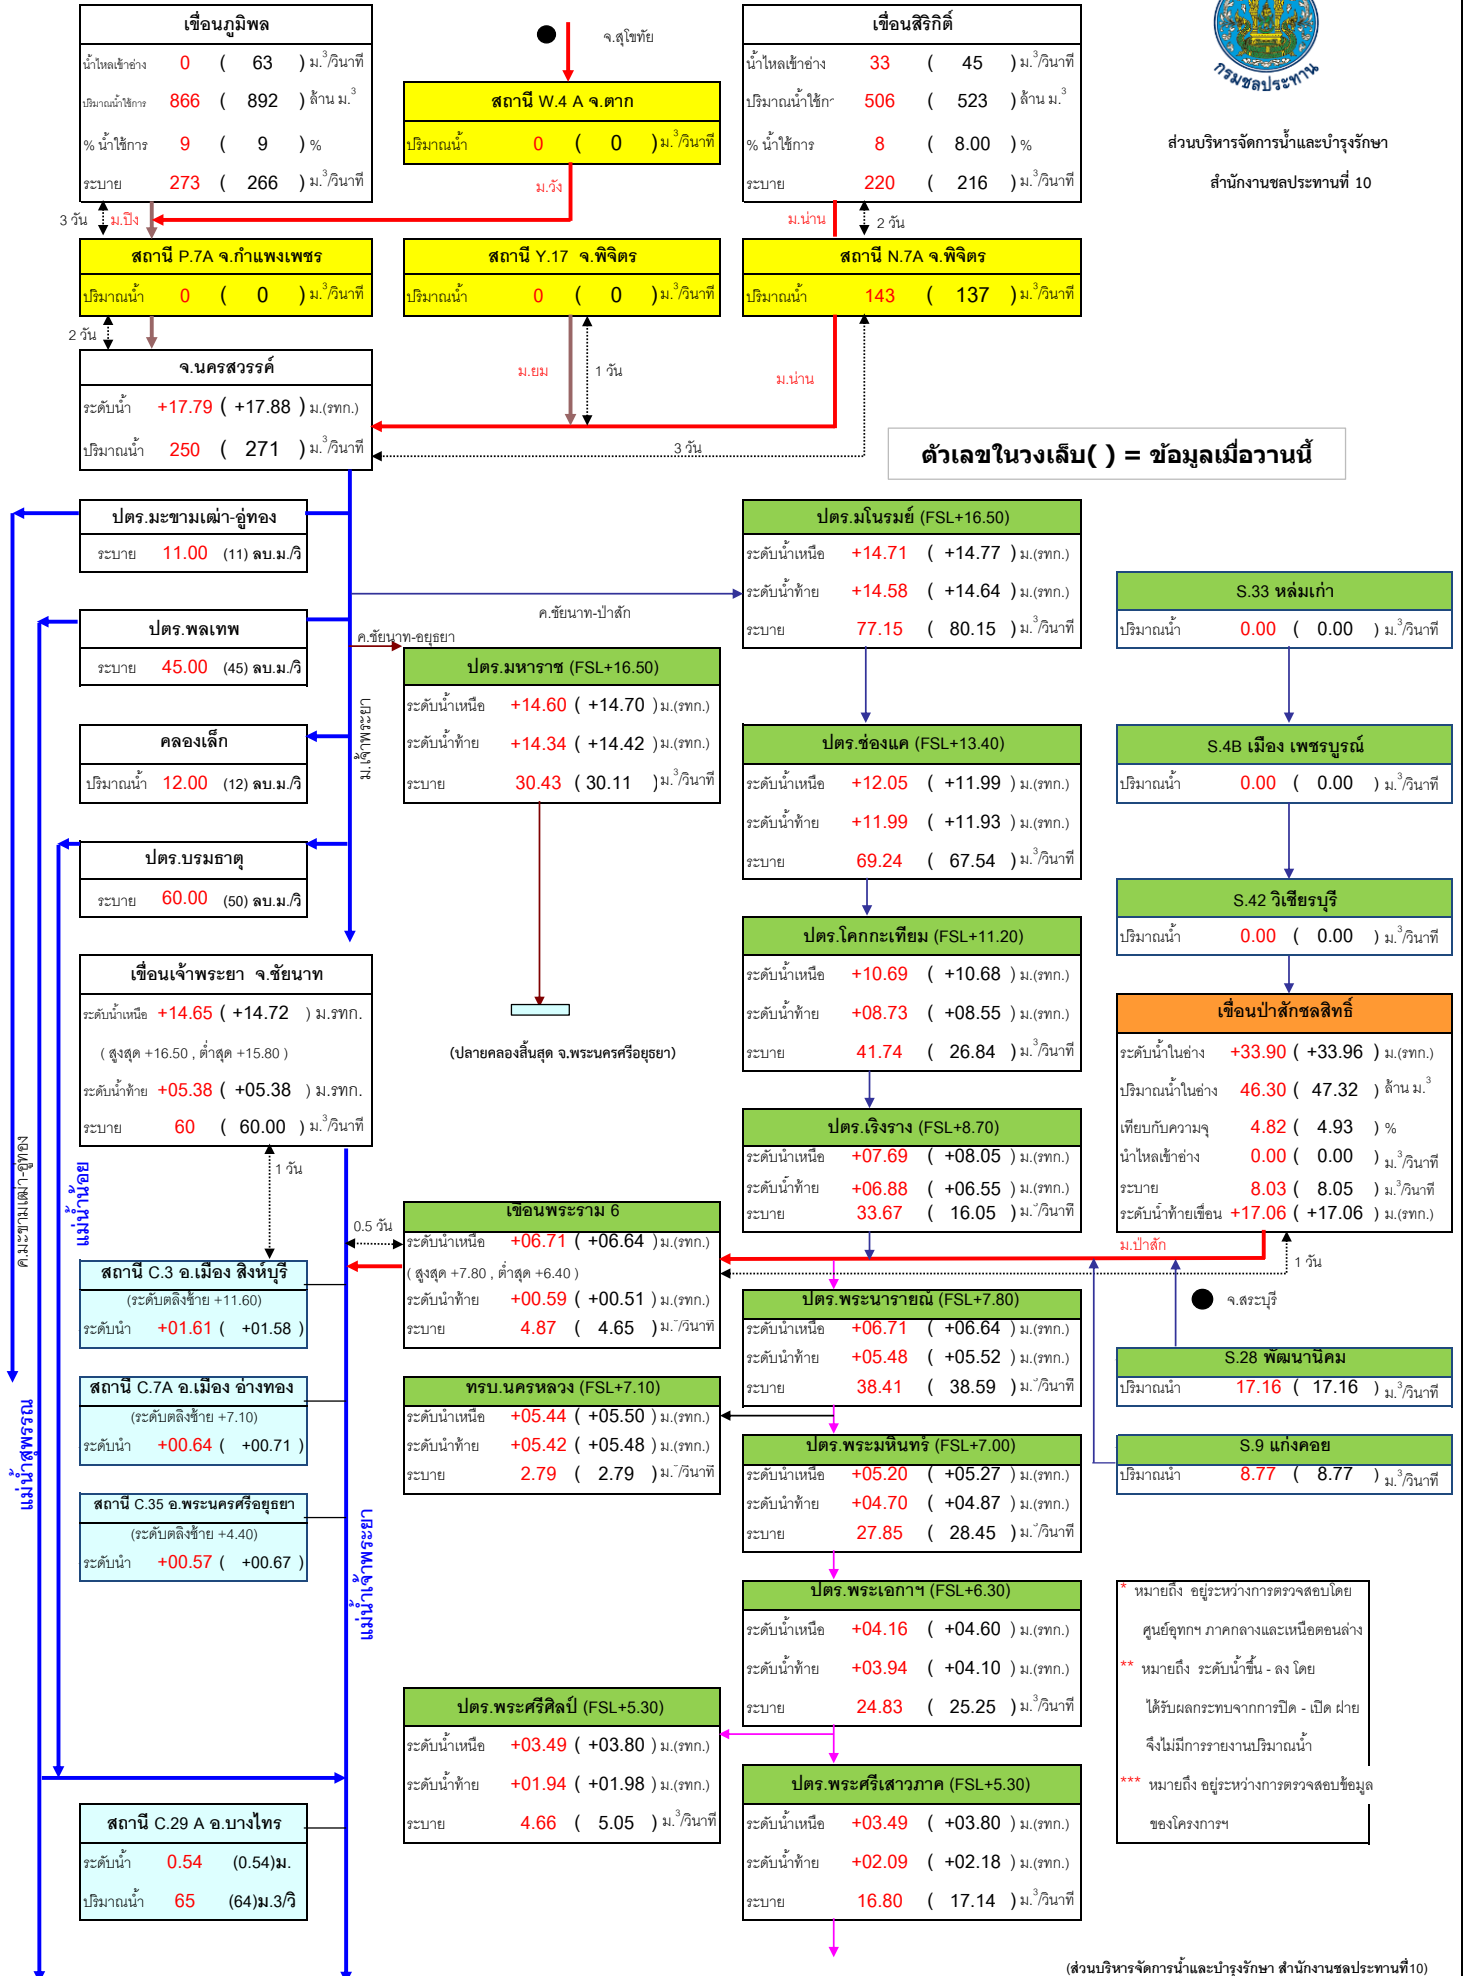 เขื่อนภูมิพล
น้ำไหลเข้าอ่าง 0 ( 63 ) ม.³/วินาที
ปริมาณน้ำใช้การ 866 ( 892 ) ล้าน ม.³
% น้ำใช้การ 9 ( 9 ) %
ระบาย 273 ( 266 ) ม.³/วินาที
จ.สุโขทัย
สถานี W.4 A จ.ตาก
ปริมาณน้ำ 0 ( 0 ) ม.³/วินาที
เขื่อนสิริกิติ์
น้ำไหลเข้าอ่าง 33 ( 45 ) ม.³/วินาที
ปริมาณน้ำใช้ก 506 ( 523 ) ล้าน ม.³
% น้ำใช้การ 8 ( 8.00 ) %
ระบาย 220 ( 216 ) ม.³/วินาที
กรมชลประทาน
ส่วนบริหารจัดการน้ำและบำรุงรักษา
สำนักงานชลประทานที่ 10
3 วัน ม.ปิง
ม.วัง
ม.น่าน 2 วัน
สถานี P.7A จ.กำแพงเพชร
ปริมาณน้ำ 0 ( 0 ) ม.³/วินาที
สถานี Y.17 จ.พิจิตร
ปริมาณน้ำ 0 ( 0 ) ม.³/วินาที
สถานี N.7A จ.พิจิตร
ปริมาณน้ำ 143 ( 137 ) ม.³/วินาที
2 วัน
ม.ยม 1 วัน
ม.น่าน
จ.นครสวรรค์
ระดับน้ำ +17.79 ( +17.88 ) ม.(รทก.)
ปริมาณน้ำ 250 ( 271 ) ม.³/วินาที
3 วัน
ตัวเลขในวงเล็บ( ) = ข้อมูลเมื่อวานนี้
ปตร.มะขามเฒ่า-อู่ทอง
ระบาย 11.00 (11) ลบ.ม./วิ
ปตร.พลเทพ
ระบาย 45.00 (45) ลบ.ม./วิ
คลองเล็ก
ปริมาณน้ำ 12.00 (12) ลบ.ม./วิ
ปตร.บรมธาตุ
ระบาย 60.00 (50) ลบ.ม./วิ
ม.เจ้าพระยา
ค.ชัยนาท-ป่าสัก
ค.ชัยนาท-อยุธยา
ปตร.มหาราช (FSL+16.50)
ระดับน้ำเหนือ +14.60 ( +14.70 ) ม.(รทก.)
ระดับน้ำท้าย +14.34 ( +14.42 ) ม.(รทก.)
ระบาย 30.43 ( 30.11 ) ม.³/วินาที
(ปลายคลองสิ้นสุด จ.พระนครศรีอยุธยา)
ปตร.มโนรมย์ (FSL+16.50)
ระดับน้ำเหนือ +14.71 ( +14.77 ) ม.(รทก.)
ระดับน้ำท้าย +14.58 ( +14.64 ) ม.(รทก.)
ระบาย 77.15 ( 80.15 ) ม.³/วินาที
ปตร.ช่องแค (FSL+13.40)
ระดับน้ำเหนือ +12.05 ( +11.99 ) ม.(รทก.)
ระดับน้ำท้าย +11.99 ( +11.93 ) ม.(รทก.)
ระบาย 69.24 ( 67.54 ) ม.³/วินาที
ปตร.โคกกะเทียม (FSL+11.20)
ระดับน้ำเหนือ +10.69 ( +10.68 ) ม.(รทก.)
ระดับน้ำท้าย +08.73 ( +08.55 ) ม.(รทก.)
ระบาย 41.74 ( 26.84 ) ม.³/วินาที
ปตร.เริงราง (FSL+8.70)
ระดับน้ำเหนือ +07.69 ( +08.05 ) ม.(รทก.)
ระดับน้ำท้าย +06.88 ( +06.55 ) ม.(รทก.)
ระบาย 33.67 ( 16.05 ) ม.³/วินาที
S.33 หล่มเก่า
ปริมาณน้ำ 0.00 ( 0.00 ) ม.³/วินาที
S.4B เมือง เพชรบูรณ์
ปริมาณน้ำ 0.00 ( 0.00 ) ม.³/วินาที
S.42 วิเชียรบุรี
ปริมาณน้ำ 0.00 ( 0.00 ) ม.³/วินาที
เขื่อนป่าสักชลสิทธิ์
ระดับน้ำในอ่าง +33.90 ( +33.96 ) ม.(รทก.)
ปริมาณน้ำในอ่าง 46.30 ( 47.32 ) ล้าน ม.³
เทียบกับความจุ 4.82 ( 4.93 ) %
น้ำไหลเข้าอ่าง 0.00 ( 0.00 ) ม.³/วินาที
ระบาย 8.03 ( 8.05 ) ม.³/วินาที
ระดับน้ำท้ายเขื่อน +17.06 ( +17.06 ) ม.(รทก.)
ม.ป่าสัก
1 วัน
จ.สระบุรี
S.28 พัฒนานิคม
ปริมาณน้ำ 17.16 ( 17.16 ) ม.³/วินาที
S.9 แก่งคอย
ปริมาณน้ำ 8.77 ( 8.77 ) ม.³/วินาที
เขื่อนเจ้าพระยา จ.ชัยนาท
ระดับน้ำเหนือ +14.65 ( +14.72 ) ม.รทก.
( สูงสุด +16.50 , ต่ำสุด +15.80 )
ระดับน้ำท้าย +05.38 ( +05.38 ) ม.รทก.
ระบาย 60 ( 60.00 ) ม.³/วินาที
1 วัน
ค.มะขามเฒ่า-อู่ทอง
แม่น้ำน้อย
แม่น้ำสุพรรณ
แม่น้ำเจ้าพระยา
0.5 วัน
สถานี C.3 อ.เมือง สิงห์บุรี
(ระดับตลิ่งซ้าย +11.60)
ระดับน้ำ +01.61 ( +01.58 )
สถานี C.7A อ.เมือง อ่างทอง
(ระดับตลิ่งซ้าย +7.10)
ระดับน้ำ +00.64 ( +00.71 )
สถานี C.35 อ.พระนครศรีอยุธยา
(ระดับตลิ่งซ้าย +4.40)
ระดับน้ำ +00.57 ( +00.67 )
เขื่อนพระราม 6
ระดับน้ำเหนือ +06.71 ( +06.64 ) ม.(รทก.)
( สูงสุด +7.80 , ต่ำสุด +6.40 )
ระดับน้ำท้าย +00.59 ( +00.51 ) ม.(รทก.)
ระบาย 4.87 ( 4.65 ) ม.³/วินาที
ทรบ.นครหลวง (FSL+7.10)
ระดับน้ำเหนือ +05.44 ( +05.50 ) ม.(รทก.)
ระดับน้ำท้าย +05.42 ( +05.48 ) ม.(รทก.)
ระบาย 2.79 ( 2.79 ) ม.³/วินาที
ปตร.พระนารายณ์ (FSL+7.80)
ระดับน้ำเหนือ +06.71 ( +06.64 ) ม.(รทก.)
ระดับน้ำท้าย +05.48 ( +05.52 ) ม.(รทก.)
ระบาย 38.41 ( 38.59 ) ม.³/วินาที
ปตร.พระมหินทร์ (FSL+7.00)
ระดับน้ำเหนือ +05.20 ( +05.27 ) ม.(รทก.)
ระดับน้ำท้าย +04.70 ( +04.87 ) ม.(รทก.)
ระบาย 27.85 ( 28.45 ) ม.³/วินาที
ปตร.พระเอกาฯ (FSL+6.30)
ระดับน้ำเหนือ +04.16 ( +04.60 ) ม.(รทก.)
ระดับน้ำท้าย +03.94 ( +04.10 ) ม.(รทก.)
ระบาย 24.83 ( 25.25 ) ม.³/วินาที
ปตร.พระศรีศิลป์ (FSL+5.30)
ระดับน้ำเหนือ +03.49 ( +03.80 ) ม.(รทก.)
ระดับน้ำท้าย +01.94 ( +01.98 ) ม.(รทก.)
ระบาย 4.66 ( 5.05 ) ม.³/วินาที
ปตร.พระศรีเสาวภาค (FSL+5.30)
ระดับน้ำเหนือ +03.49 ( +03.80 ) ม.(รทก.)
ระดับน้ำท้าย +02.09 ( +02.18 ) ม.(รทก.)
ระบาย 16.80 ( 17.14 ) ม.³/วินาที
* หมายถึง อยู่ระหว่างการตรวจสอบโดย
ศูนย์อุทกฯ ภาคกลางและเหนือตอนล่าง
** หมายถึง ระดับน้ำขึ้น - ลง โดย
ได้รับผลกระทบจากการปิด - เปิด ฝาย
จึงไม่มีการรายงานปริมาณน้ำ
*** หมายถึง อยู่ระหว่างการตรวจสอบข้อมูล
ของโครงการฯ
สถานี C.29 A อ.บางไทร
ระดับน้ำ 0.54 (0.54)ม.
ปริมาณน้ำ 65 (64)ม.3/วิ
(ส่วนบริหารจัดการน้ำและบำรุงรักษา สำนักงานชลประทานที่10)